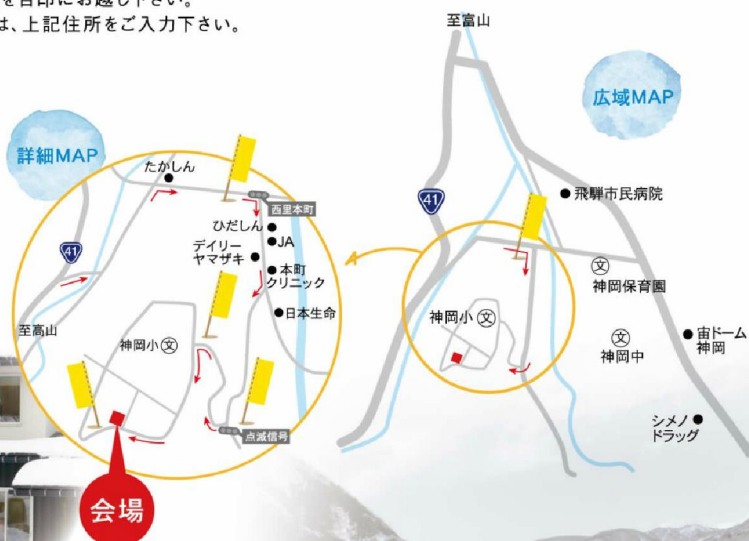 を目印にお越し下さい。
は、上記住所をご入力下さい。
詳細MAP
たかしん
西里本町
ひだしん
JA
デイリー
ヤマザキ
本町
クリニック
日本生命
41
至高山
神岡小
文
点滅信号
会場
広域MAP
至富山
41
飛騨市民病院
文
神岡保育園
神岡小
文
文
神岡中
宙ドーム
神岡
シメノ
ドラッグ